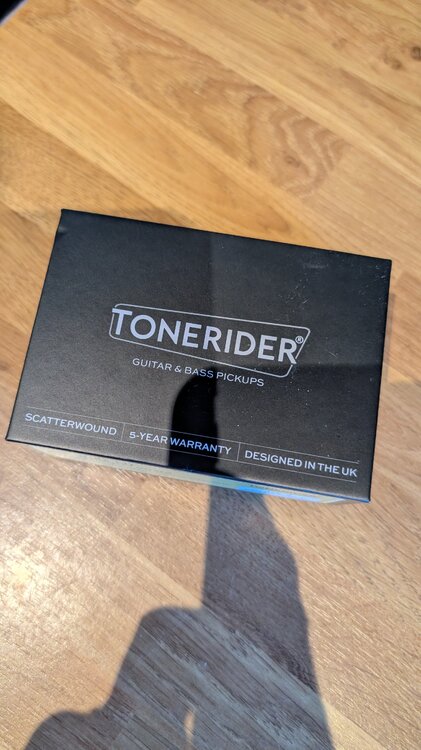 TONERIDER®
GUITAR & BASS PICKUPS
SCATTERWOUND | 5-YEAR WARRANTY | DESIGNED IN THE UK